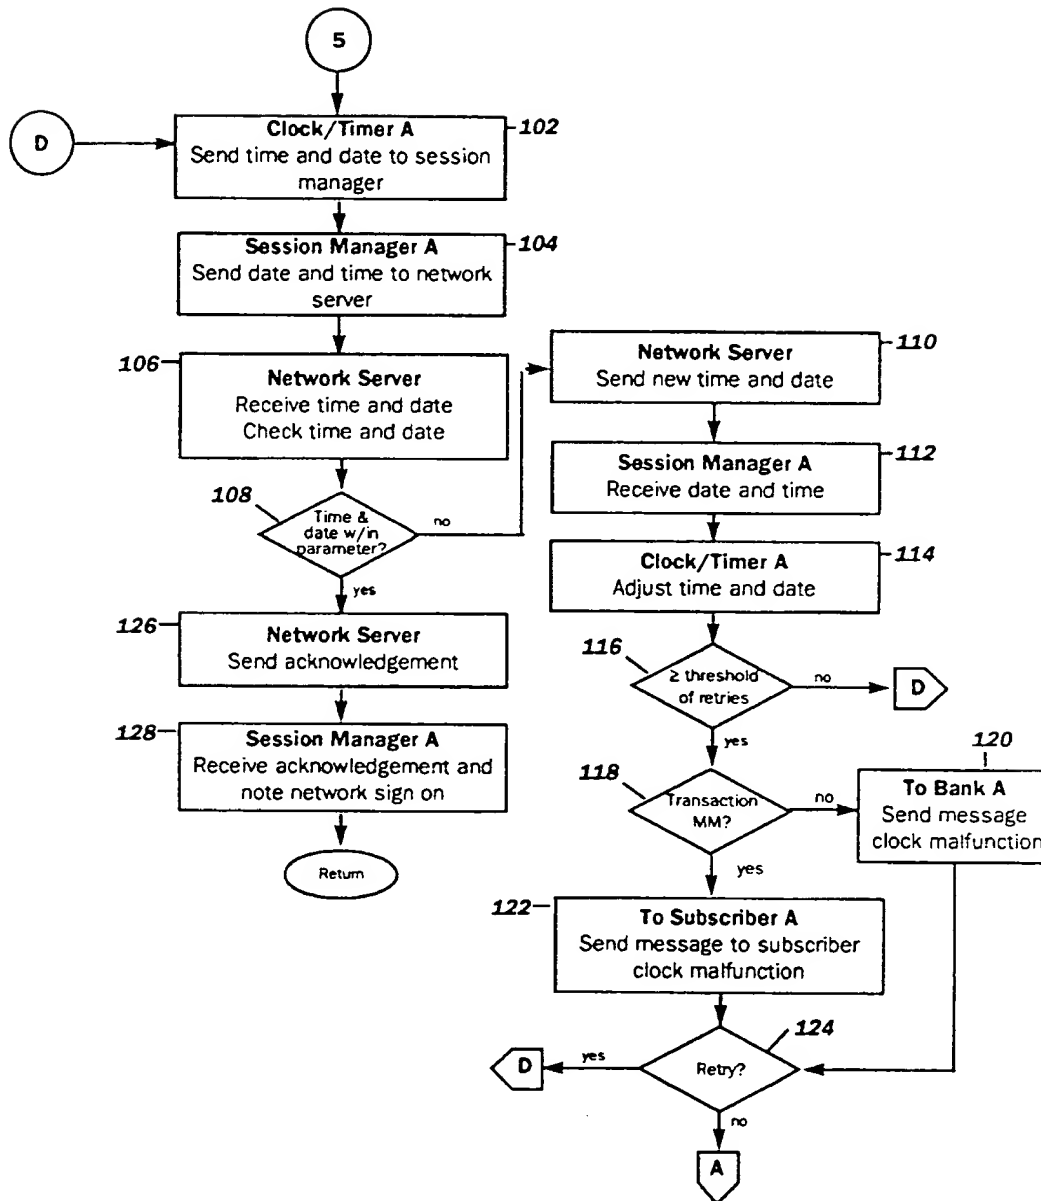 5
D
Clock/Timer A
Send time and date to session
manager
102
Session Manager A
Send date and time to network
server
104
106
Network Server
Receive time and date
Check time and date
108
Time &
date w/in
parameter?
no
yes
126
Network Server
Send acknowledgement
128
Session Manager A
Receive acknowledgement and
note network sign on
Return
110
Network Server
Send new time and date
112
Session Manager A
Receive date and time
114
Clock/Timer A
Adjust time and date
116
≥ threshold
of retries
no
D
yes
118
Transaction
MM?
no
120
To Bank A
Send message
clock malfunction
yes
122
To Subscriber A
Send message to subscriber
clock malfunction
124
Retry?
yes
D
no
A